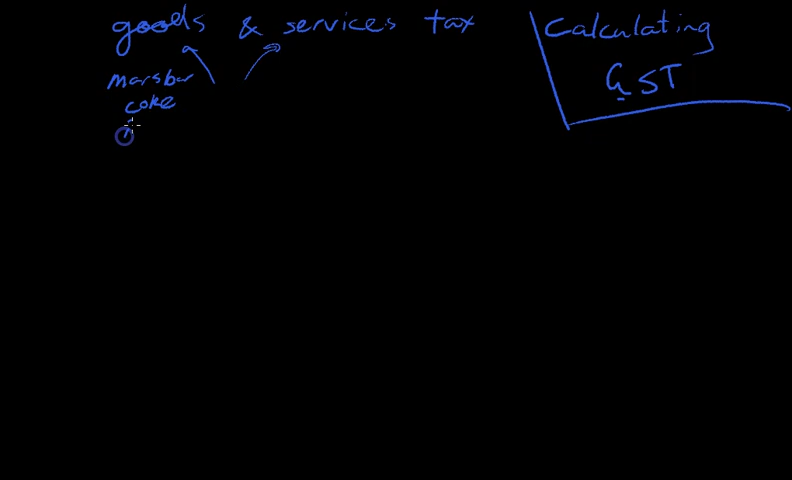 goods & services tax
Calculating
GST
marsbar
coke